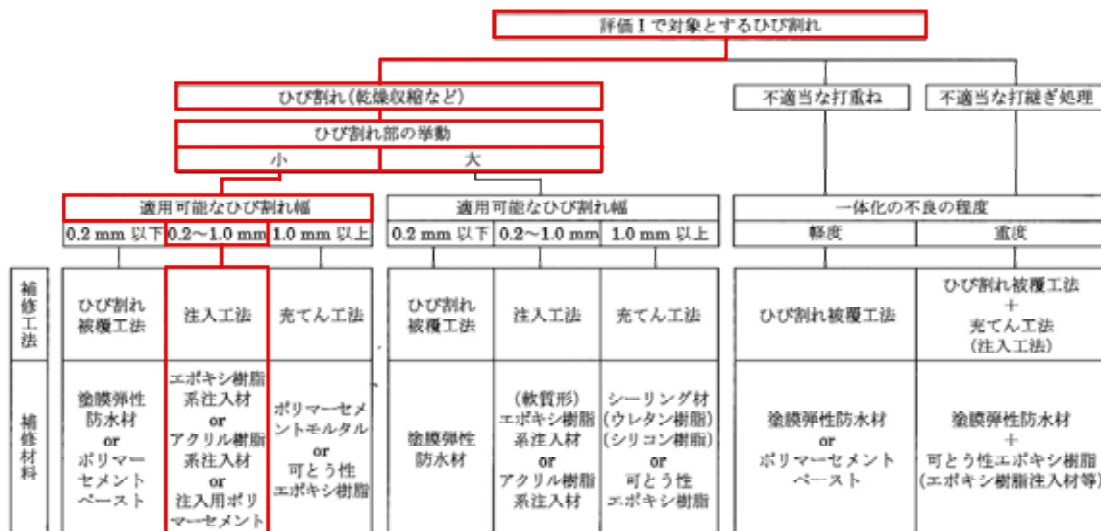 評価Ⅰで対象とするひび割れ
ひび割れ(乾燥収縮など)
不適当な打重ね
不適当な打継ぎ処理
ひび割れ部の挙動
小
大
適用可能なひび割れ幅
0.2 mm 以下
0.2～1.0 mm
1.0 mm 以上
適用可能なひび割れ幅
0.2 mm 以下
0.2～1.0 mm
1.0 mm 以上
一体化の不良の程度
軽度
重度
補修工法
ひび割れ
被覆工法
注入工法
充てん工法
ひび割れ
被覆工法
注入工法
充てん工法
ひび割れ被覆工法
ひび割れ被覆工法
+
充てん工法
(注入工法)
補修材料
塗膜弾性
防水材
or
ポリマー
セメント
ペースト
エポキシ樹脂
系注入材
or
アクリル樹脂
系注入材
or
注入用ポリ
マーセメント
ポリマーセメ
ントモルタル
or
可とう性
エポキシ樹脂
塗膜弾性
防水材
(軟質形)
エポキシ樹脂
系注入材
or
アクリル樹脂
系注入材
シーリング材
(ウレタン樹脂)
(シリコン樹脂)
or
可とう性
エポキシ樹脂
塗膜弾性防水材
or
ポリマーセメント
ペースト
塗膜弾性防水材
+
可とう性エポキシ樹脂
(エポキシ樹脂注入材等)